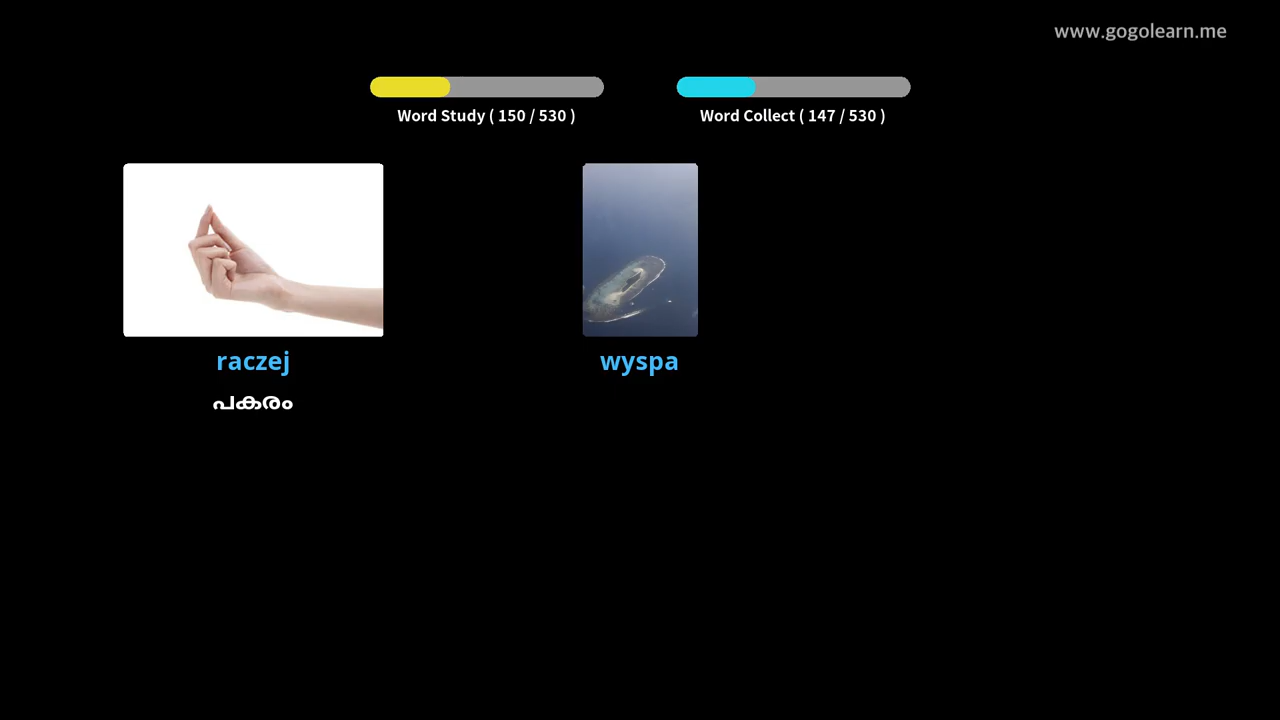 www.gogolearn.me
Word Study ( 150 / 530 )
Word Collect ( 147 / 530 )
raczej
wyspa
പകരം